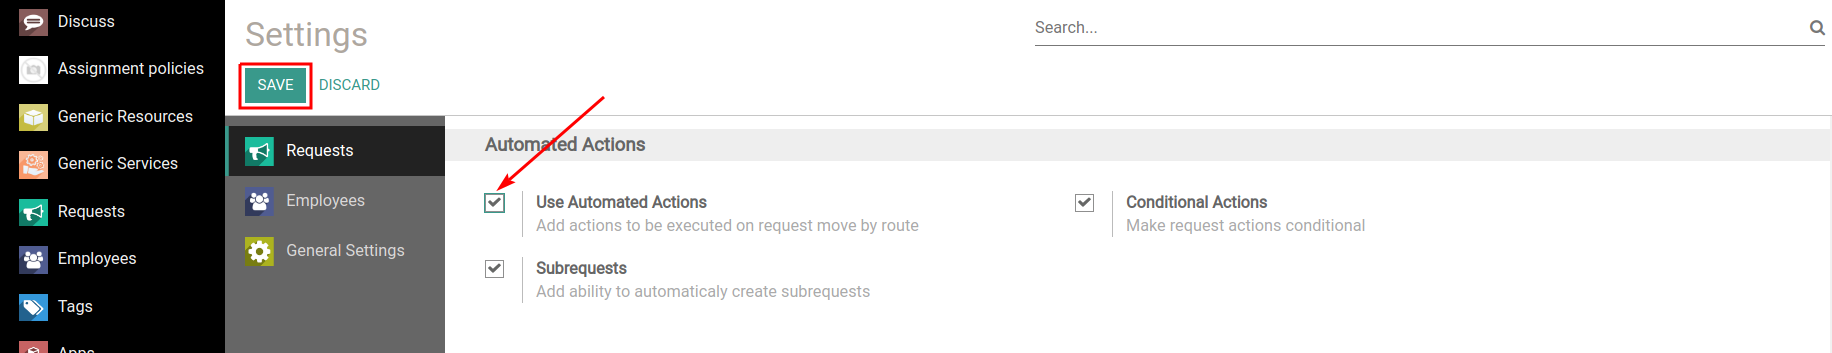 Discuss
Assignment policies
Generic Resources
Generic Services
Requests
Employees
Tags
Apps
Settings
Search...
SAVE DISCARD
Requests
Employees
General Settings
Automated Actions
Use Automated Actions
Add actions to be executed on request move by route
Conditional Actions
Make request actions conditional
Subrequests
Add ability to automaticaly create subrequests